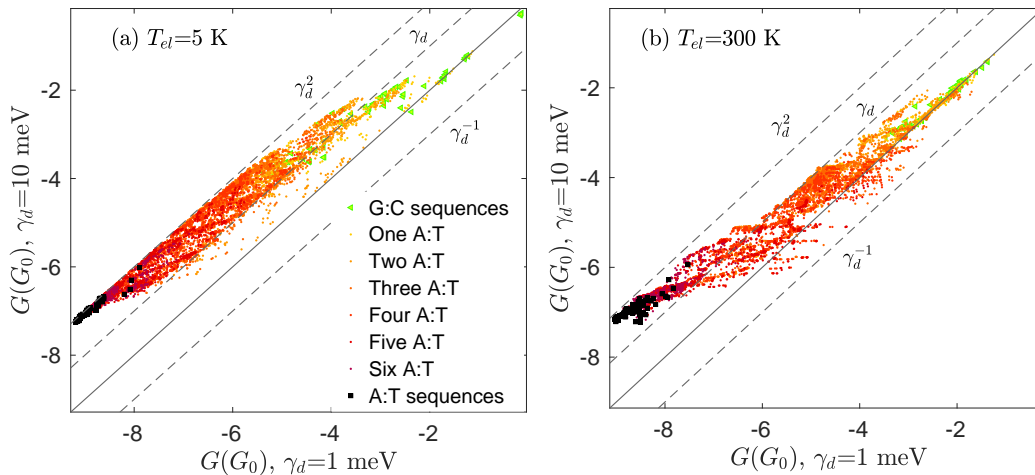 (a) T_el=5 K
γ_d^2
γ_d
γ_d^-1
G:C sequences
One A:T
Two A:T
Three A:T
Four A:T
Five A:T
Six A:T
A:T sequences
-2
-4
-6
-8
G(G_0), γ_d=10 meV
-8 -6 -4 -2
G(G_0), γ_d=1 meV
(b) T_el=300 K
γ_d^2
γ_d
γ_d^-1
-2
-4
-6
-8
G(G_0), γ_d=10 meV
-8 -6 -4 -2
G(G_0), γ_d=1 meV